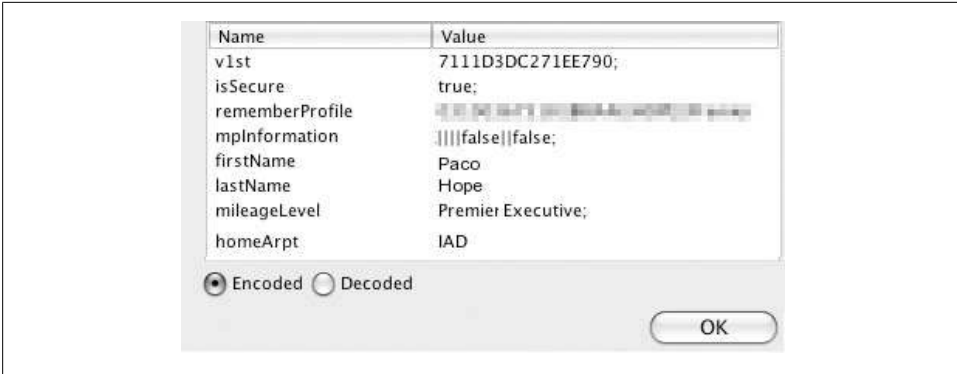 Name Value
v1st 7111D3DC271EE790;
isSecure true;
rememberProfile
mpInformation ||||false||false;
firstName Paco
lastName Hope
mileageLevel Premier Executive;
homeArpt IAD
Encoded Decoded
OK